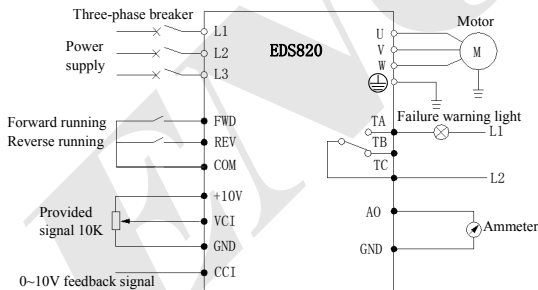 Three-phase breaker
Motor
L1
U
Power
supply
L2
EDS820
V
M
L3
W
Forward running
FWD
TA
Failure warning light
L1
Reverse running
REV
TB
COM
TC
L2
+10V
Provided
signal 10K
VCI
AO
Ammeter
GND
GND
0~10V feedback signal
CCI